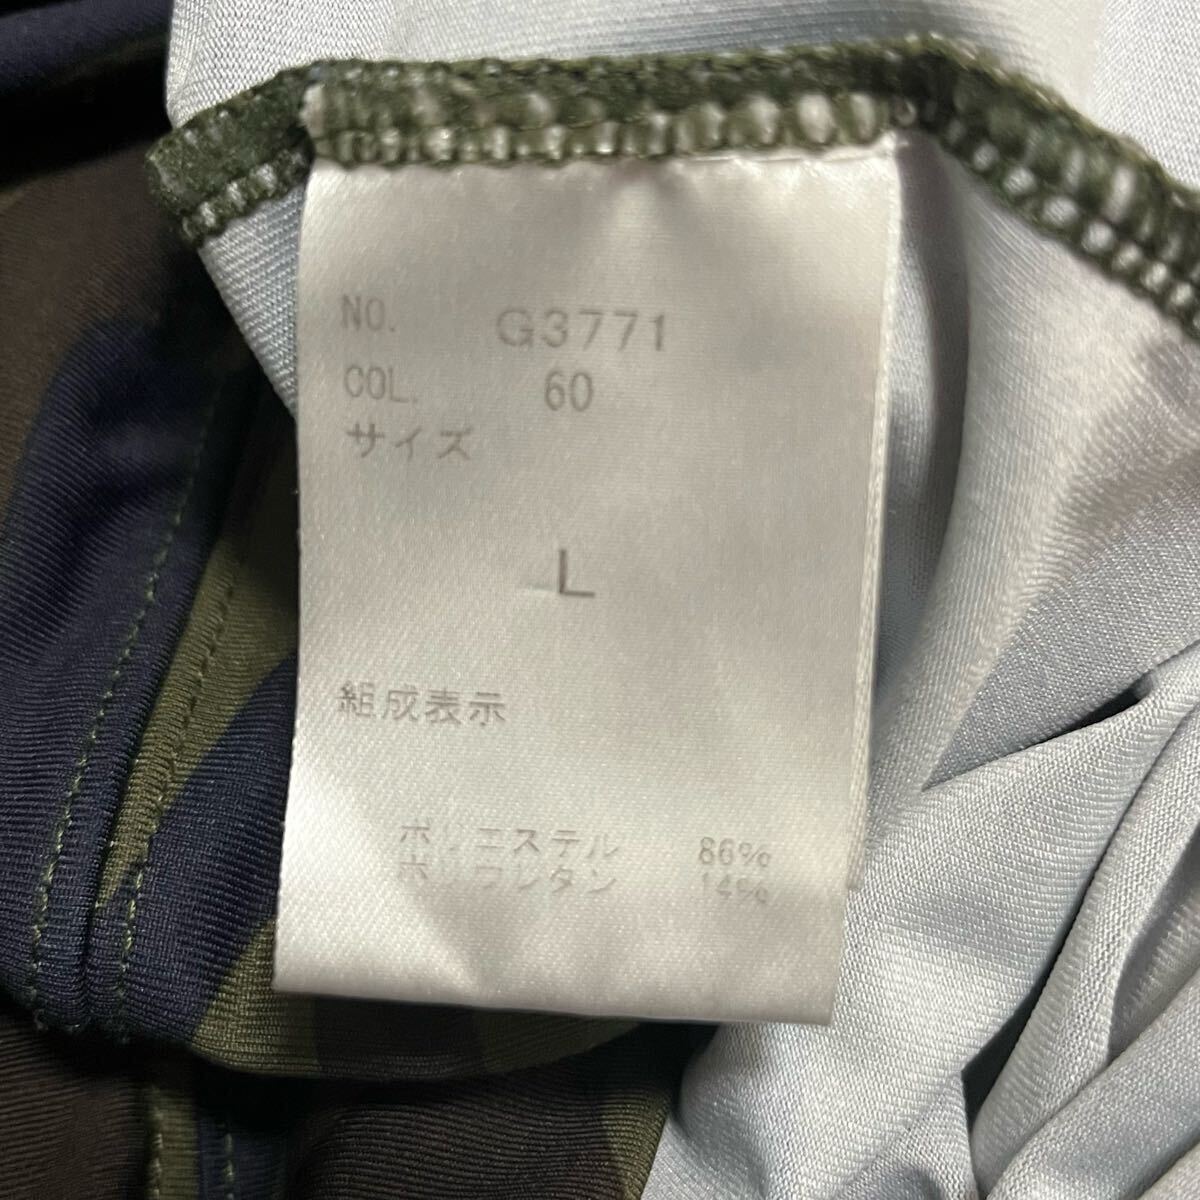 NO. G3771
COL. 60
サイズ
L
組成表示
ポリエステル 86%
ポリウレタン 14%